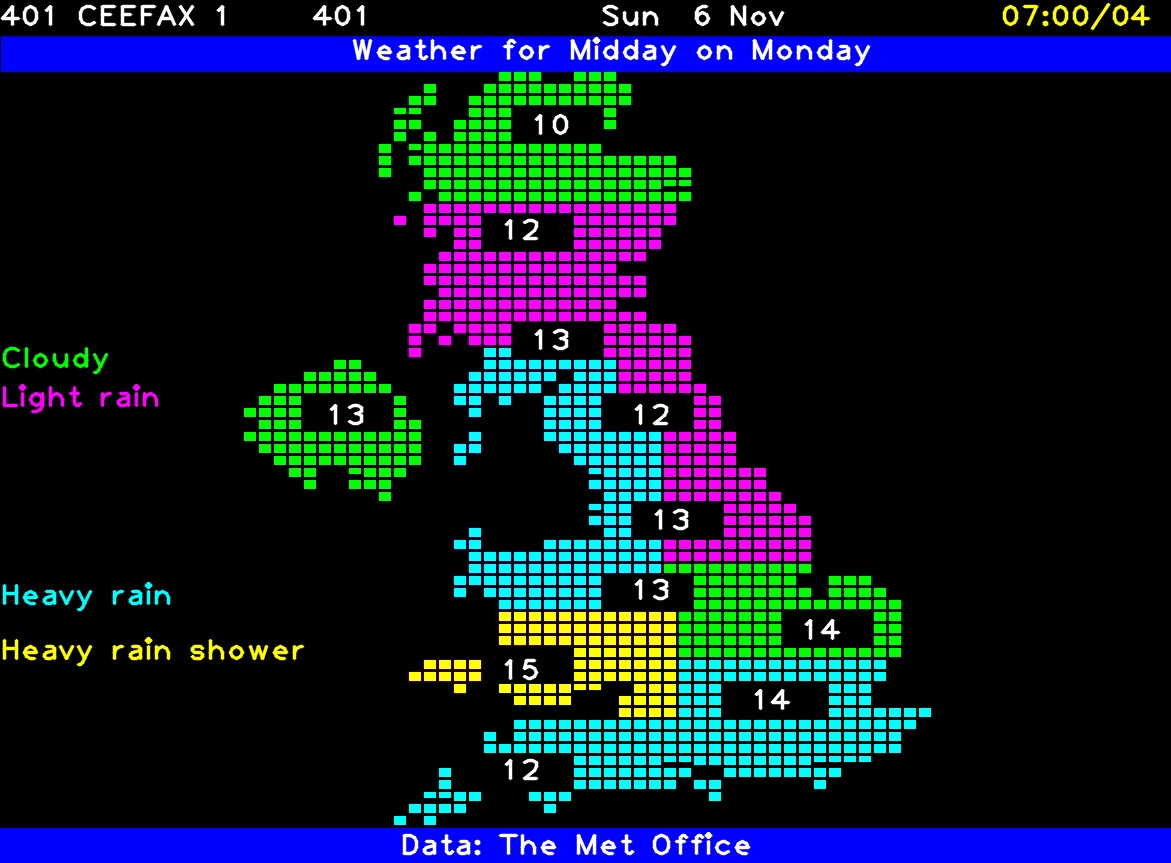 401 CEEFAX 1 401 Sun 6 Nov 07:00/04
Weather for Midday on Monday
10
12
13
Cloudy
Light rain
13 12
13
Heavy rain 13
14
Heavy rain shower
15
14
12
Data: The Met Office